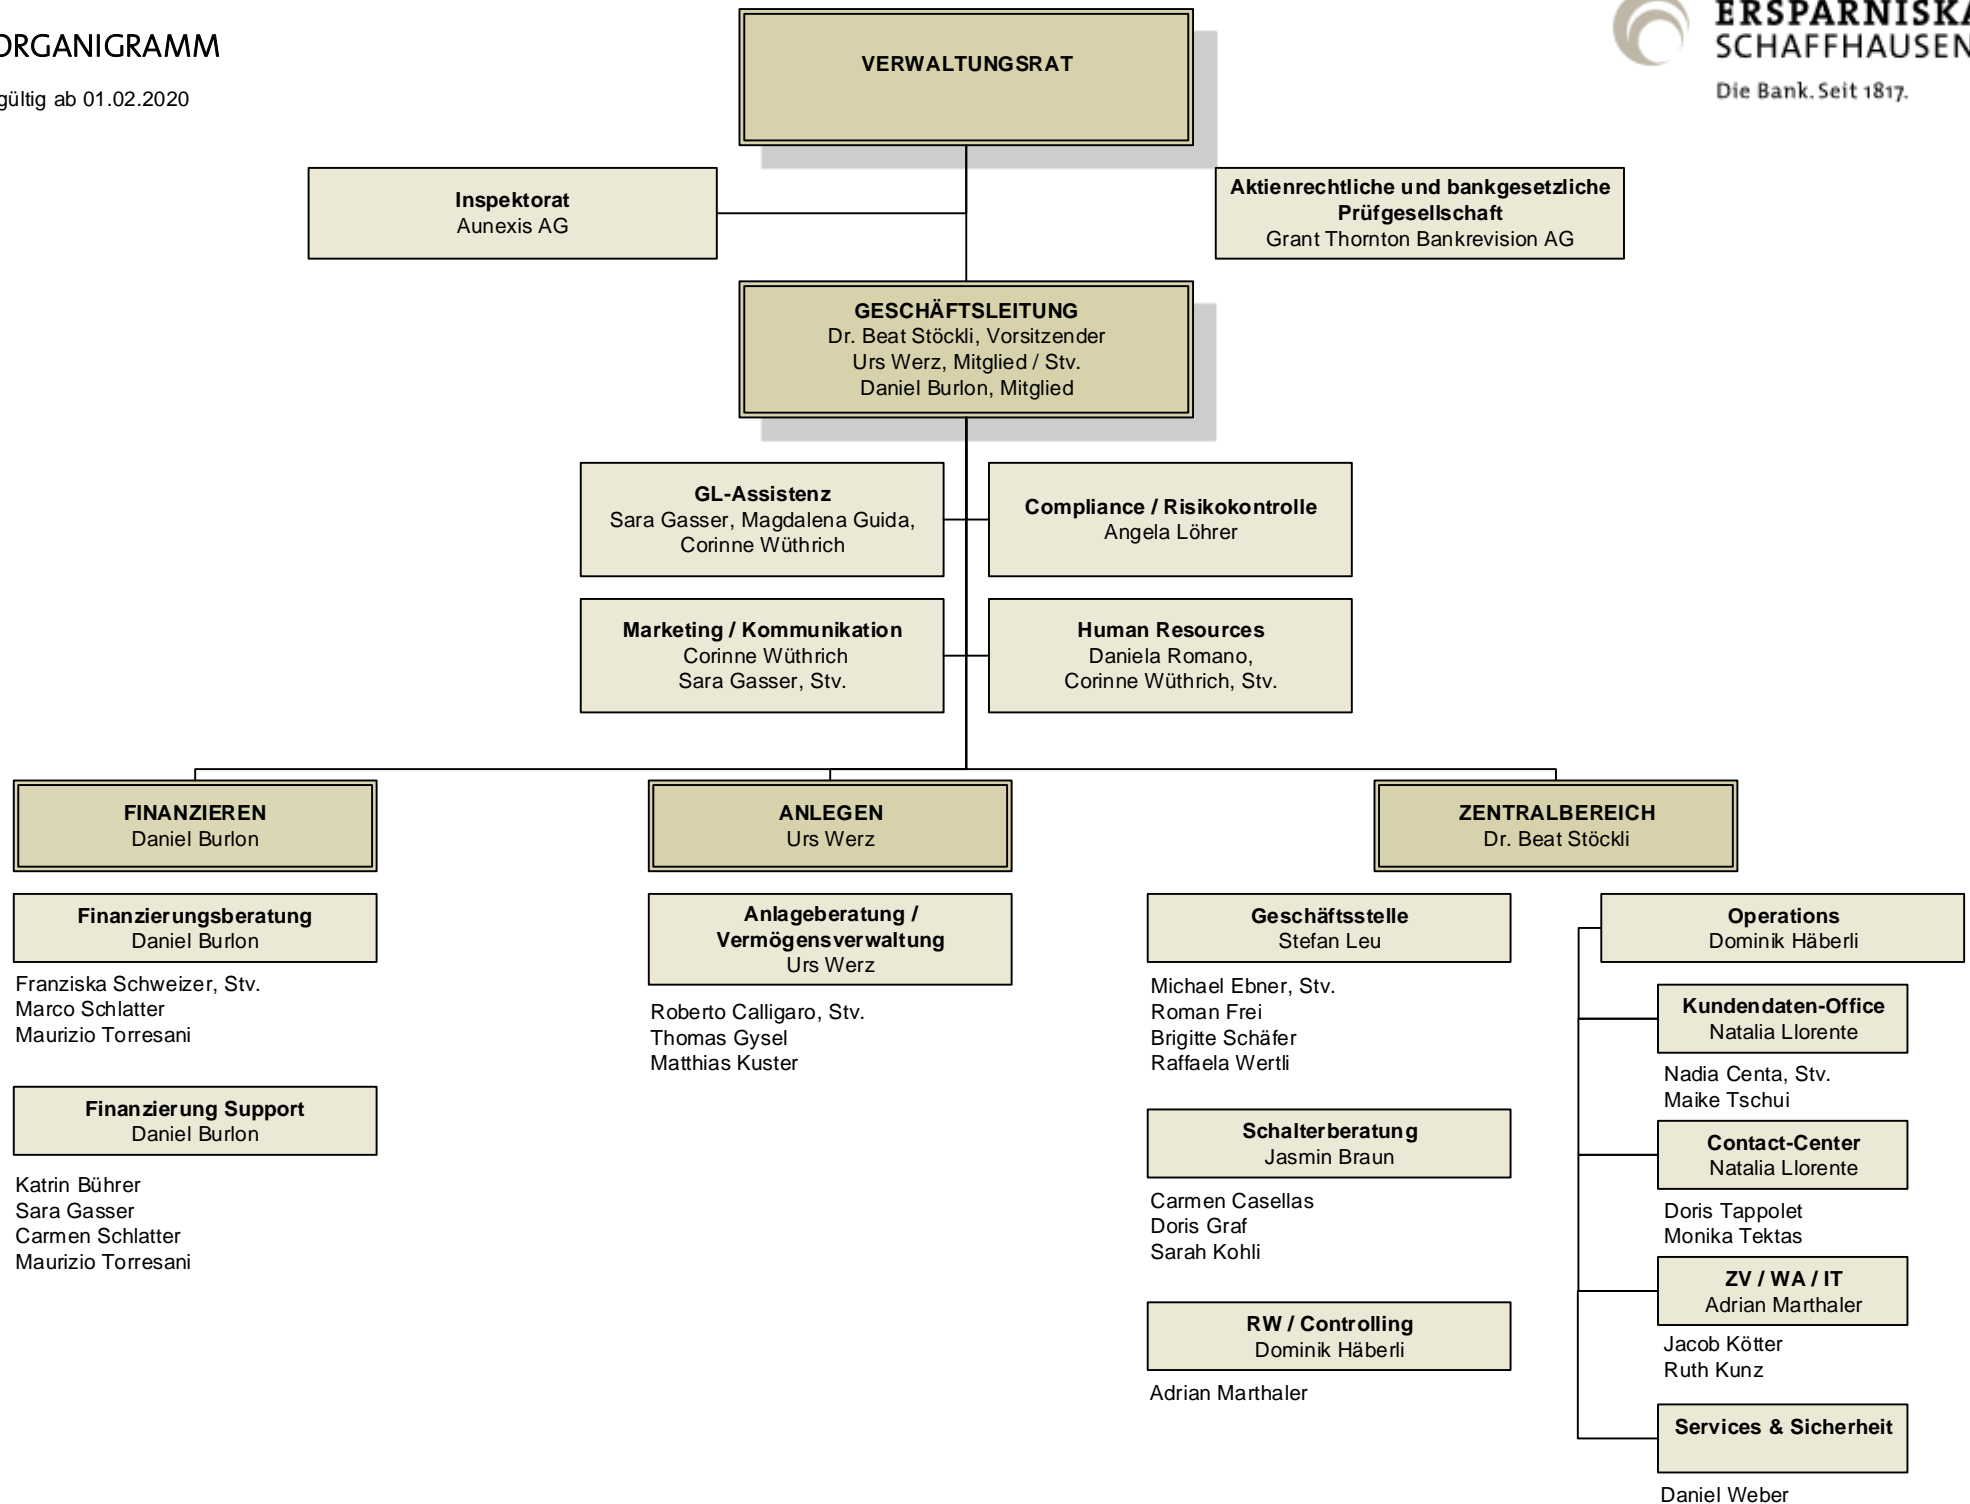 ORGANIGRAMM
gültig ab 01.02.2020
ERSPARNISKA
SCHAFFHAUSEN
Die Bank. Seit 1817.
VERWALTUNGSRAT
Inspektorat
Aunexis AG
Aktienrechtliche und bankgesetzliche
Prüfgesellschaft
Grant Thornton Bankrevision AG
GESCHÄFTSLEITUNG
Dr. Beat Stöckli, Vorsitzender
Urs Werz, Mitglied / Stv.
Daniel Burlon, Mitglied
GL-Assistenz
Sara Gasser, Magdalena Guida,
Corinne Wüthrich
Compliance / Risikokontrolle
Angela Löhrer
Marketing / Kommunikation
Corinne Wüthrich
Sara Gasser, Stv.
Human Resources
Daniela Romano,
Corinne Wüthrich, Stv.
FINANZIEREN
Daniel Burlon
Finanzierungsberatung
Daniel Burlon
Franziska Schweizer, Stv.
Marco Schlatter
Maurizio Torresani
Finanzierung Support
Daniel Burlon
Katrin Bührer
Sara Gasser
Carmen Schlatter
Maurizio Torresani
ANLEGEN
Urs Werz
Anlageberatung /
Vermögensverwaltung
Urs Werz
Roberto Calligaro, Stv.
Thomas Gysel
Matthias Kuster
ZENTRALBEREICH
Dr. Beat Stöckli
Geschäftsstelle
Stefan Leu
Michael Ebner, Stv.
Roman Frei
Brigitte Schäfer
Raffaela Wertli
Schalterberatung
Jasmin Braun
Carmen Casellas
Doris Graf
Sarah Kohli
RW / Controlling
Dominik Häberli
Adrian Marthaler
Operations
Dominik Häberli
Kundendaten-Office
Natalia Llorente
Nadia Centa, Stv.
Maike Tschui
Contact-Center
Natalia Llorente
Doris Tappolet
Monika Tektas
ZV / WA / IT
Adrian Marthaler
Jacob Kötter
Ruth Kunz
Services & Sicherheit
Daniel Weber